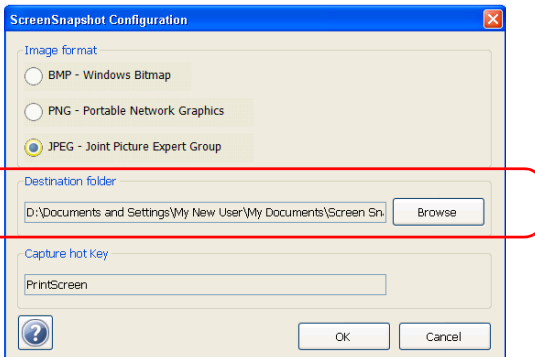 ScreenSnapshot Configuration
Image format
BMP - Windows Bitmap
PNG - Portable Network Graphics
JPEG - Joint Picture Expert Group
Destination folder
D:\Documents and Settings\My New User\My Documents\Screen Sn
Browse
Capture hot Key
PrintScreen
?
OK
Cancel